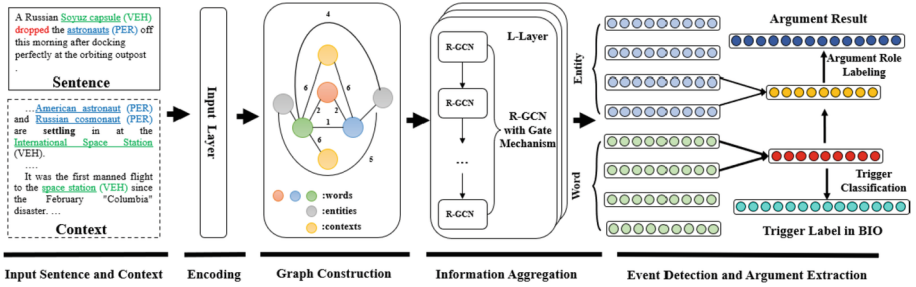 A Russian Soyuz capsule (VEH)
dropped the astronauts (PER) off
this morning after docking
perfectly at the orbiting outpost
.
Sentence
…American astronaut (PER)
and Russian cosmonaut (PER)
are settling in at the
International Space Station
(VEH).
….
It was the first manned flight
to the space station (VEH) since
the February "Columbia"
disaster. …
Context
Input Sentence and Context
Input Layer
Encoding
4
6
6
2
2
1
6
5
:words
:entities
:contexts
Graph Construction
L-Layer
R-GCN
R-GCN
…
R-GCN
R-GCN
with Gate
Mechanism
Information Aggregation
Entity
Word
Argument Result
Argument Role
Labeling
Trigger
Classification
Trigger Label in BIO
Event Detection and Argument Extraction